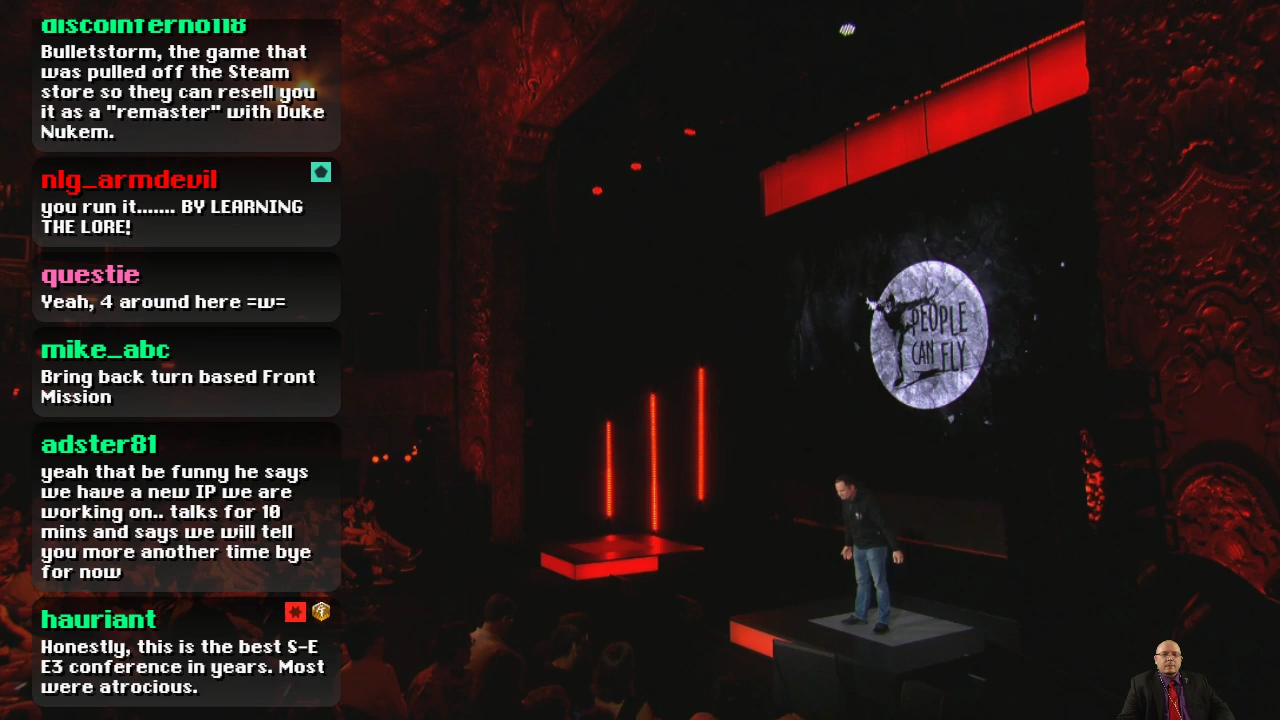 discoinferno118
Bulletstorm, the game that
was pulled off the Steam
store so they can resell you
it as a "remaster" with Duke
Nukem.
nlg_armdevil
you run it....... BY LEARNING
THE LORE!
questie
Yeah, 4 around here =w=
mike_abc
Bring back turn based Front
Mission
adster81
yeah that be funny he says
we have a new IP we are
working on.. talks for 10
mins and says we will tell
you more another time bye
for now
hauriant
Honestly, this is the best S-E
E3 conference in years. Most
were atrocious.
PEOPLE
CAN FLY